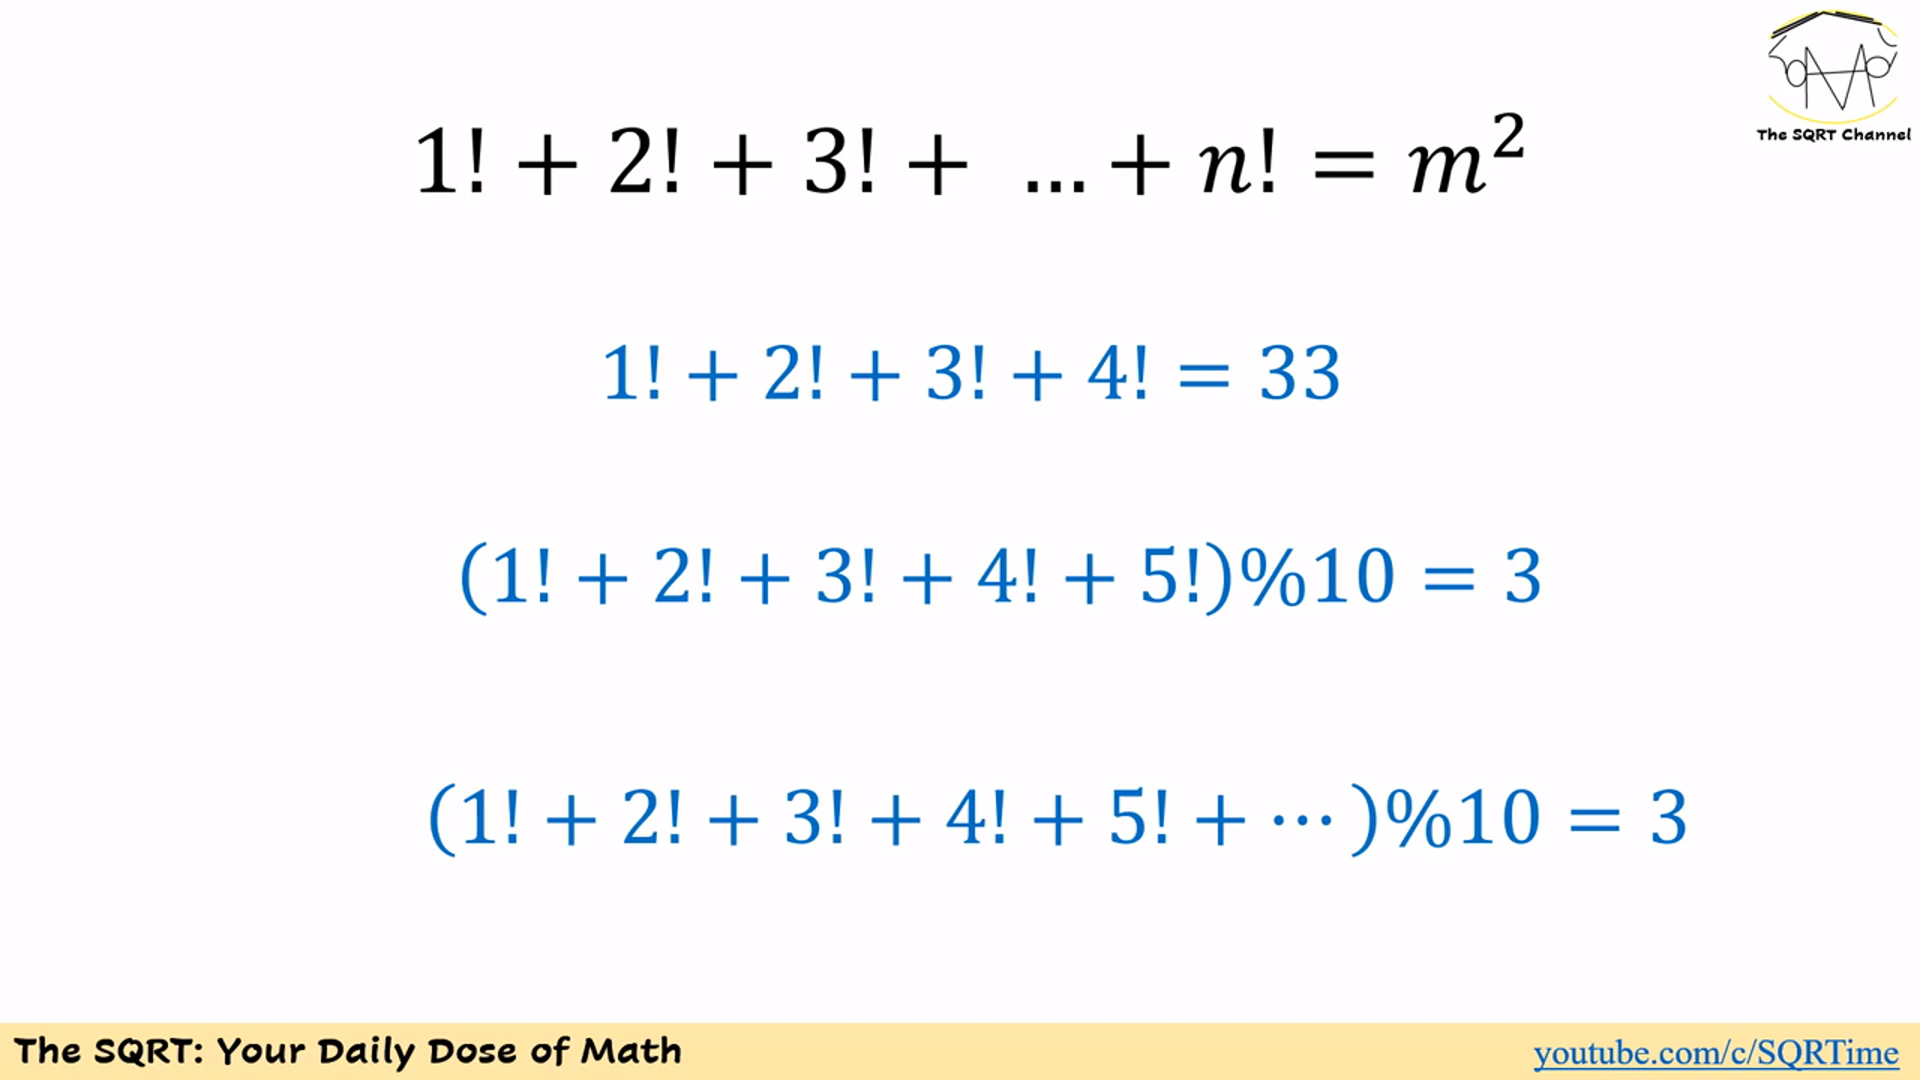 1! + 2! + 3! + ... + n! = m²
The SQRT Channel
1! + 2! + 3! + 4! = 33
(1! + 2! + 3! + 4! + 5!)%10 = 3
(1! + 2! + 3! + 4! + 5! + ⋯ )%10 = 3
The SQRT: Your Daily Dose of Math
youtube.com/c/SQRTime